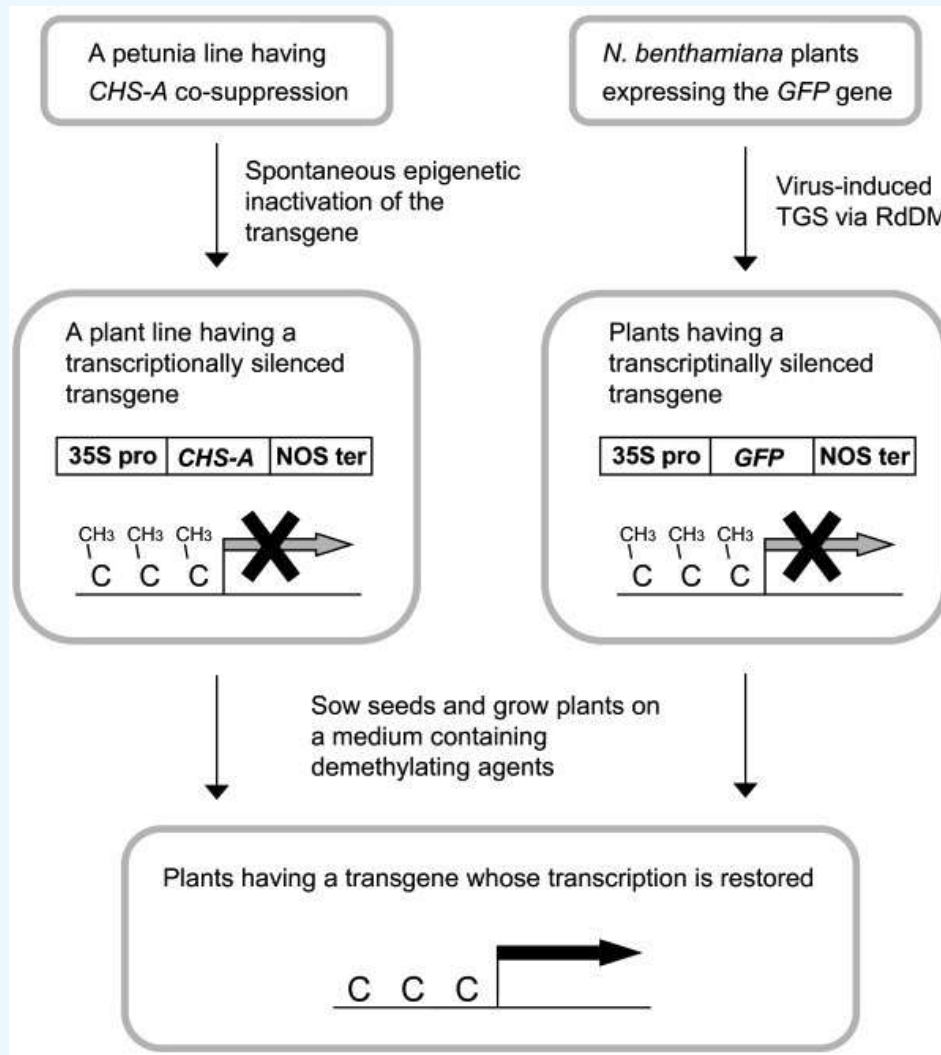 A petunia line having
CHS-A co-suppression
N. benthamiana plants
expressing the GFP gene
Spontaneous epigenetic
inactivation of the
transgene
Virus-induced
TGS via RdDM
A plant line having a
transcriptionally silenced
transgene
35S pro CHS-A NOS ter
CH3 CH3 CH3
C C C
Plants having a
transcriptinally silenced
transgene
35S pro GFP NOS ter
CH3 CH3 CH3
C C C
Sow seeds and grow plants on
a medium containing
demethylating agents
Plants having a transgene whose transcription is restored
C C C